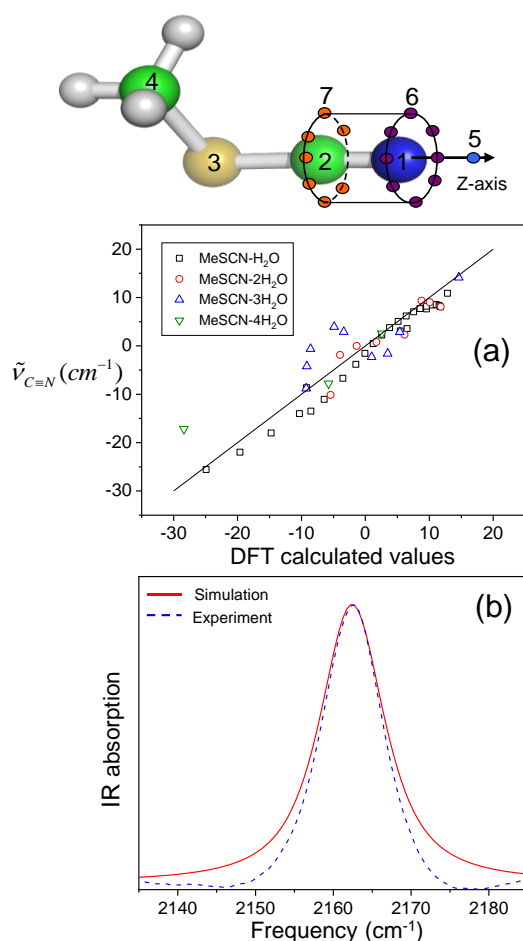 4
7
6
3
2
1
5
Z-axis
20
10
0
-10
-20
-30
ṽC≡N (cm⁻¹)
MeSCN-H₂O
MeSCN-2H₂O
MeSCN-3H₂O
MeSCN-4H₂O
(a)
-30 -20 -10 0 10 20
DFT calculated values
Simulation
Experiment
(b)
IR absorption
2140 2150 2160 2170 2180
Frequency (cm⁻¹)